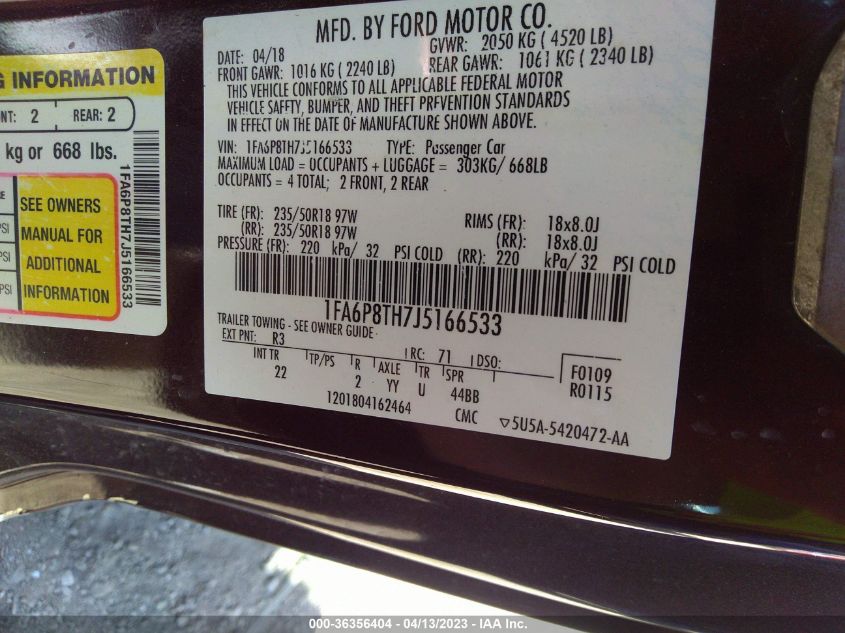 MFD. BY FORD MOTOR CO.
DATE: 04/18 GVWR: 2050 KG ( 4520 LB)
FRONT GAWR: 1016 KG ( 2240 LB) REAR GAWR: 1061 KG ( 2340 LB)
THIS VEHICLE CONFORMS TO ALL APPLICABLE FEDERAL MOTOR
VEHICLE SAFETY, BUMPER, AND THEFT PREVENTION STANDARDS
IN EFFECT ON THE DATE OF MANUFACTURE SHOWN ABOVE.
VIN: 1FA6P8TH7J5166533 TYPE: Passenger Car
MAXIMUM LOAD = OCCUPANTS + LUGGAGE = 303KG/ 668LB
OCCUPANTS = 4 TOTAL; 2 FRONT, 2 REAR
TIRE (FR): 235/50R18 97W RIMS (FR): 18x8.0J
(RR): 235/50R18 97W (RR): 18x8.0J
PRESSURE (FR): 220 kPa/ 32 PSI COLD (RR): 220 kPa/ 32 PSI COLD
1FA6P8TH7J5166533
TRAILER TOWING - SEE OWNER GUIDE
EXT PNT: R3 RC: 71 DSO:
INT TR TP/PS R AXLE TR SPR
22 2 YY U 44BB
F0109
R0115
1201804162464 CMC 5U5A-5420472-AA
G INFORMATION
NT: 2 REAR: 2
kg or 668 lbs.
RE
PSI
PSI
PSI
SEE OWNERS
MANUAL FOR
ADDITIONAL
INFORMATION
1FA6P8TH7J5166533
000-36356404 - 04/13/2023 - IAA Inc.